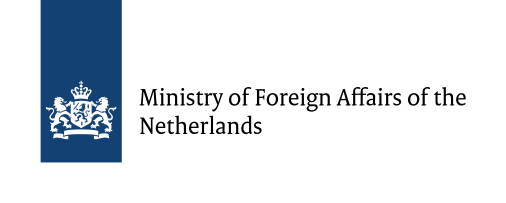 Ministry of Foreign Affairs of the
Netherlands